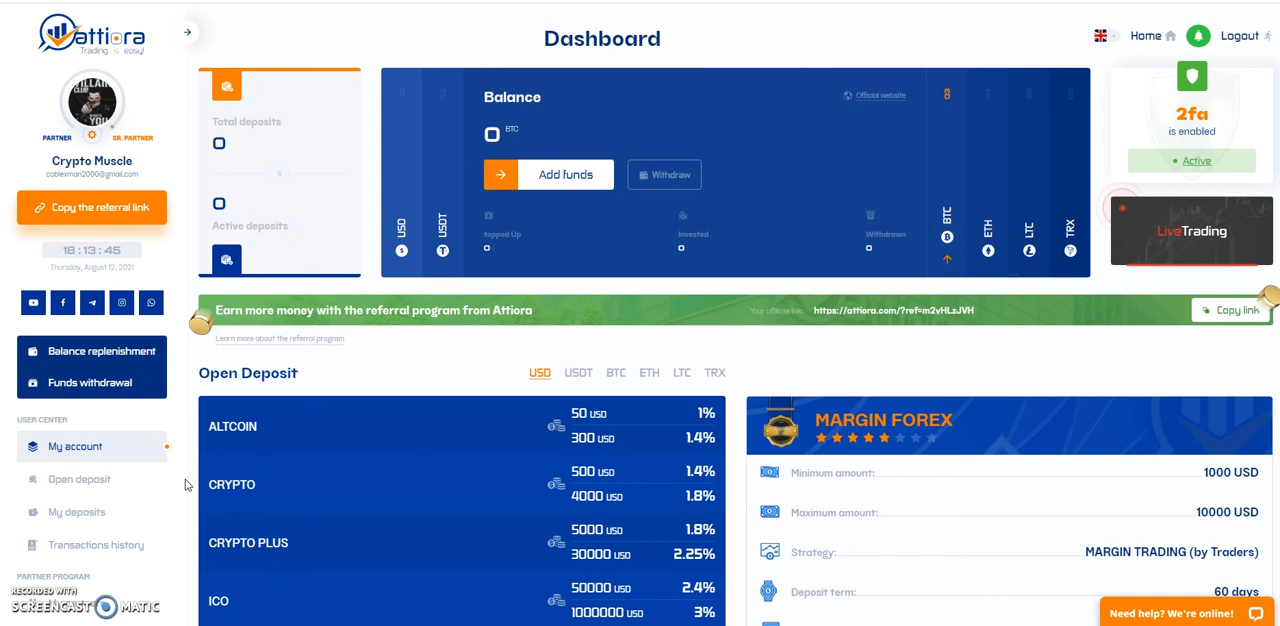 attiora
Trading is easy!
PARTNER
SR. PARTNER
Crypto Muscle
coblexman2000@gmail.com
Copy the referral link
18 : 13 : 45
Thursday, August 12, 2021
Balance replenishment
Funds withdrawal
USER CENTER
My account
Open deposit
My deposits
Transactions history
PARTNER PROGRAM
RECORDED WITH
SCREENCAST O MATIC
Dashboard
Home
Logout
Total deposits
0
$
0
Active deposits
USD
USDT
Balance
Official website
0 BTC
Add funds
Withdraw
Topped Up
0
Invested
0
Withdrawn
0
03
BTC
04
ETH
LTC
TRX
2fa
is enabled
Active
LiveTrading
Earn more money with the referral program from Attiora
Your affiliate link:
https://attiora.com/?ref=m2yHLzJVH
Copy link
Learn more about the referral program
Open Deposit
USD USDT BTC ETH LTC TRX
ALTCOIN
50 USD 1%
300 USD 1.4%
CRYPTO
500 USD 1.4%
4000 USD 1.8%
CRYPTO PLUS
5000 USD 1.8%
30000 USD 2.25%
ICO
50000 USD 2.4%
1000000 USD 3%
MARGIN FOREX
Minimum amount: 1000 USD
Maximum amount: 10000 USD
Strategy: MARGIN TRADING (by Traders)
Deposit term: 60 days
Need help? We're online!